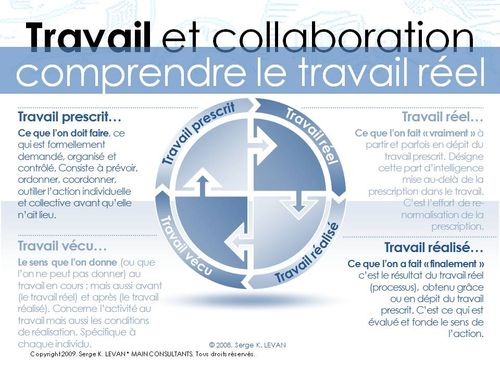 Travail et collaboration
comprendre le travail réel
Travail prescrit…
Ce que l'on doit faire, ce
qui est formellement
demandé, organisé et
contrôlé. Consiste à prévoir,
ordonner, coordonner,
outiller l'action individuelle
et collective avant qu'elle
n'ait lieu.
Travail vécu…
Le sens que l'on donne (ou que
l'on ne peut pas donner) au
travail en cours ; mais aussi avant
(le travail réel) et après (le travail
réalisé). Concerne l'activité au
travail mais aussi les conditions
de réalisation. Spécifique à
chaque individu.
Travail prescrit
Travail réel
Travail vécu
Travail réalisé
Travail réel…
Ce que l'on fait « vraiment » à
partir et parfois en dépit du
travail prescrit. Désigne
cette part d'intelligence
mise au-delà de la
prescription dans le travail.
C'est l'effort de re-
normalisation de la
prescription.
Travail réalisé…
Ce que l'on a fait « finalement »
c'est le résultat du travail réel
(processus), obtenu grâce
ou en dépit du travail
prescrit. C'est ce qui est
évalué et fonde le sens de
l'action.
© 2008, Serge K. LEVAN
Copyright 2009. Serge K. LEVAN * MAIN CONSULTANTS. Tous droits réservés.